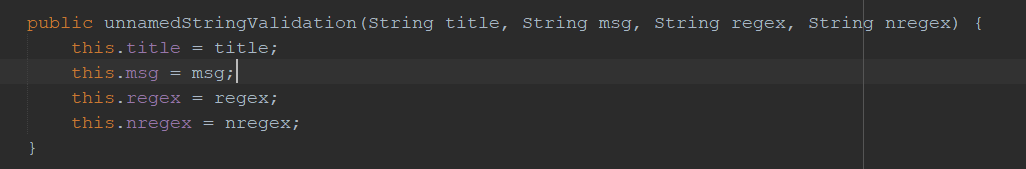 public unnamedStringValidation(String title, String msg, String regex, String nregex) {
    this.title = title;
    this.msg = msg;
    this.regex = regex;
    this.nregex = nregex;
}